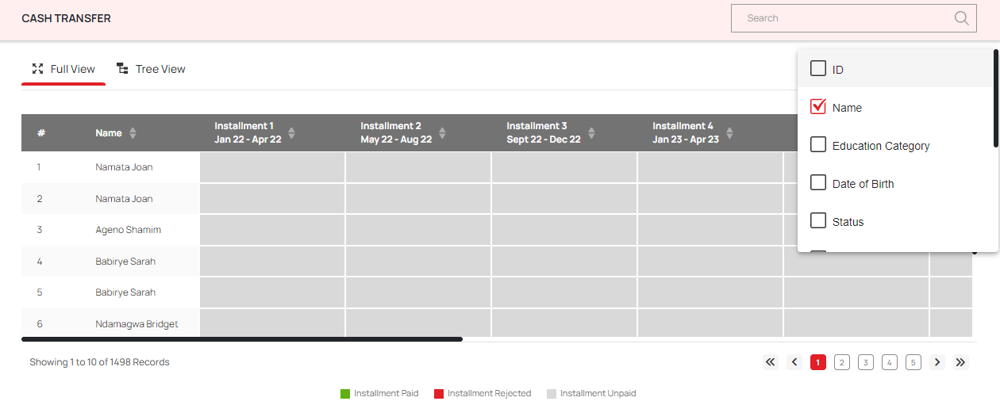 CASH TRANSFER
Search
Full View
Tree View
ID
Name
Education Category
Date of Birth
Status
# Name Installment 1 Installment 2 Installment 3 Installment 4
Jan 22 - Apr 22 May 22 - Aug 22 Sept 22 - Dec 22 Jan 23 - Apr 23
1 Namata Joan
2 Namata Joan
3 Ageno Shamim
4 Babirye Sarah
5 Babirye Sarah
6 Ndamagwa Bridget
Showing 1 to 10 of 1498 Records
1 2 3 4 5
Installment Paid Installment Rejected Installment Unpaid